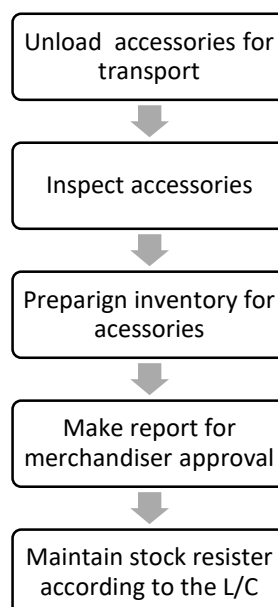 Unload  accessories for
transport
Inspect accessories
Preparign inventory for
acessories
Make report for
merchandiser approval
Maintain stock resister
according to the L/C